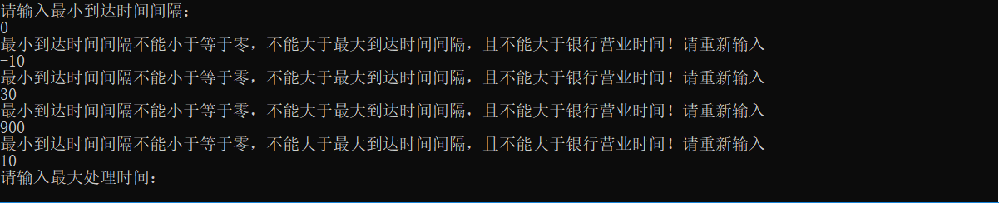 请输入最小到达时间间隔:
0
最小到达时间间隔不能小于等于零，不能大于最大到达时间间隔，且不能大于银行营业时间！请重新输入
-10
最小到达时间间隔不能小于等于零，不能大于最大到达时间间隔，且不能大于银行营业时间！请重新输入
30
最小到达时间间隔不能小于等于零，不能大于最大到达时间间隔，且不能大于银行营业时间！请重新输入
900
最小到达时间间隔不能小于等于零，不能大于最大到达时间间隔，且不能大于银行营业时间！请重新输入
10
请输入最大处理时间: